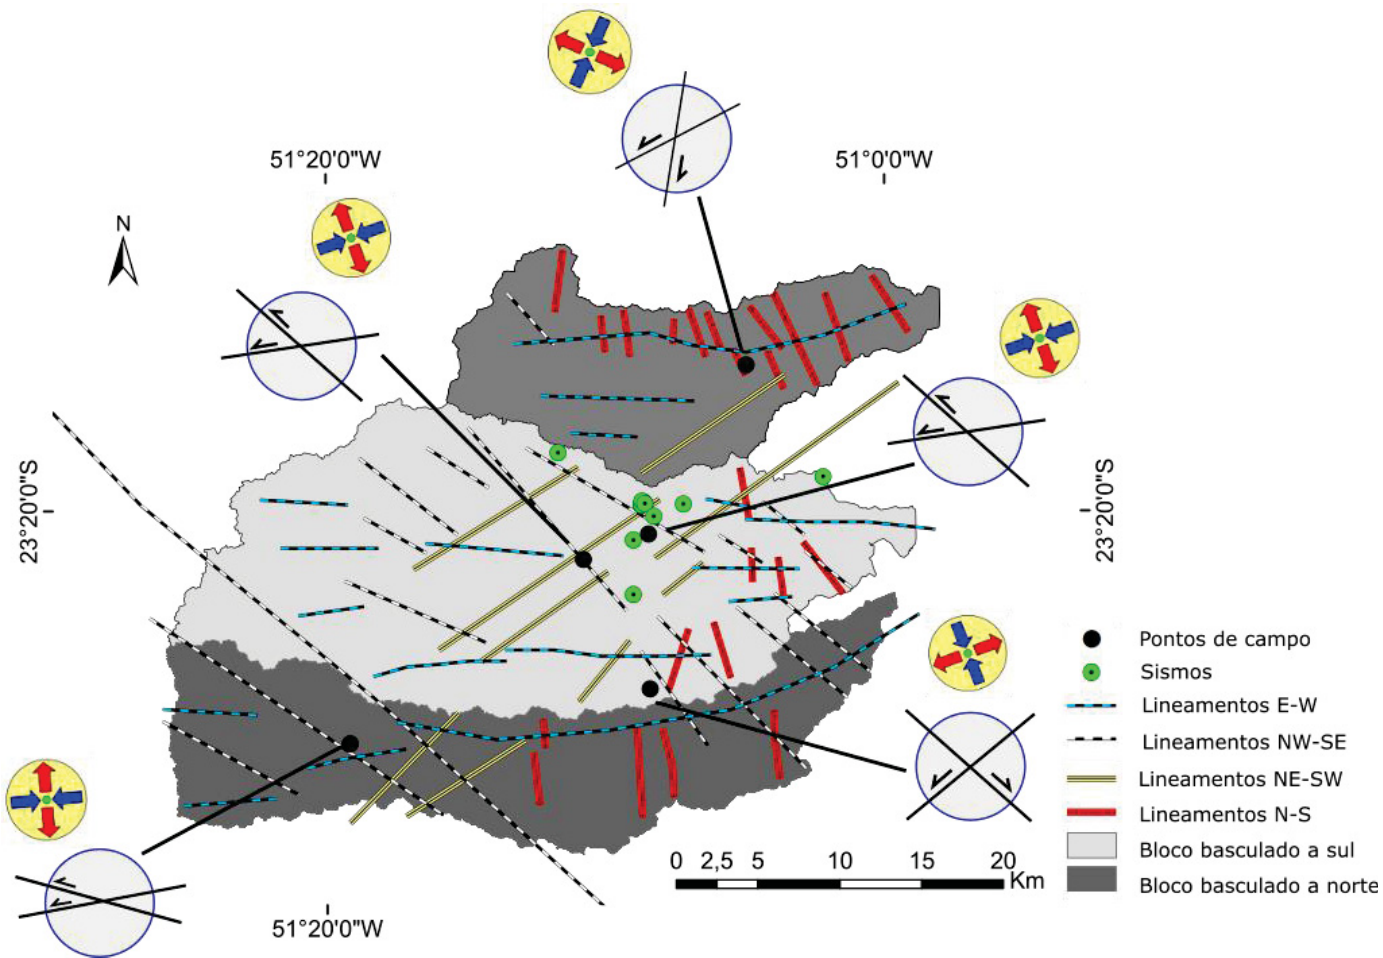 51°20'0"W
51°0'0"W
N
23°20'0"S
23°20'0"S
Pontos de campo
Sismos
Lineamentos E-W
Lineamentos NW-SE
Lineamentos NE-SW
Lineamentos N-S
Bloco basculado a sul
Bloco basculado a norte
0 2,5 5 10 15 20
Km
51°20'0"W